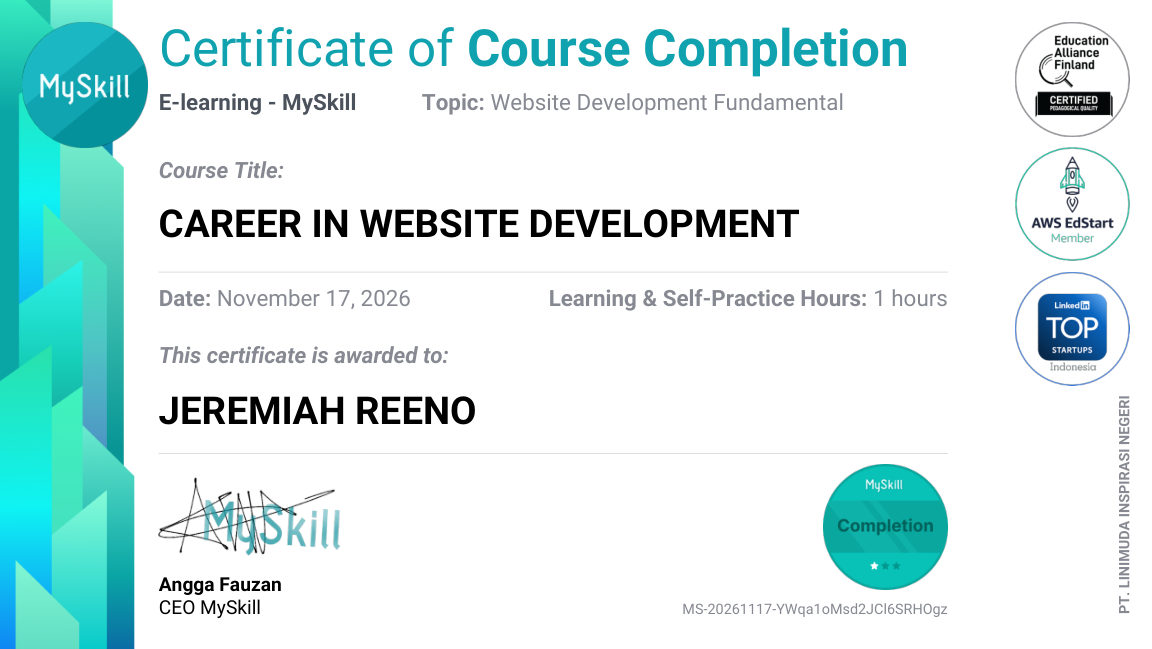 MySkill
Certificate of Course Completion
E-learning - MySkill
Topic: Website Development Fundamental
Course Title:
CAREER IN WEBSITE DEVELOPMENT
Date: November 17, 2026
Learning & Self-Practice Hours: 1 hours
This certificate is awarded to:
JEREMIAH REENO
MySkill
Angga Fauzan
CEO MySkill
MySkill
Completion
MS-20261117-YWqa1oMsd2JCl6SRHOgz
Education
Alliance
Finland
CERTIFIED
PEDAGOGICAL QUALITY
AWS EdStart
Member
Linked in
TOP
STARTUPS
Indonesia
PT. LINIMUDA INSPIRASI NEGERI